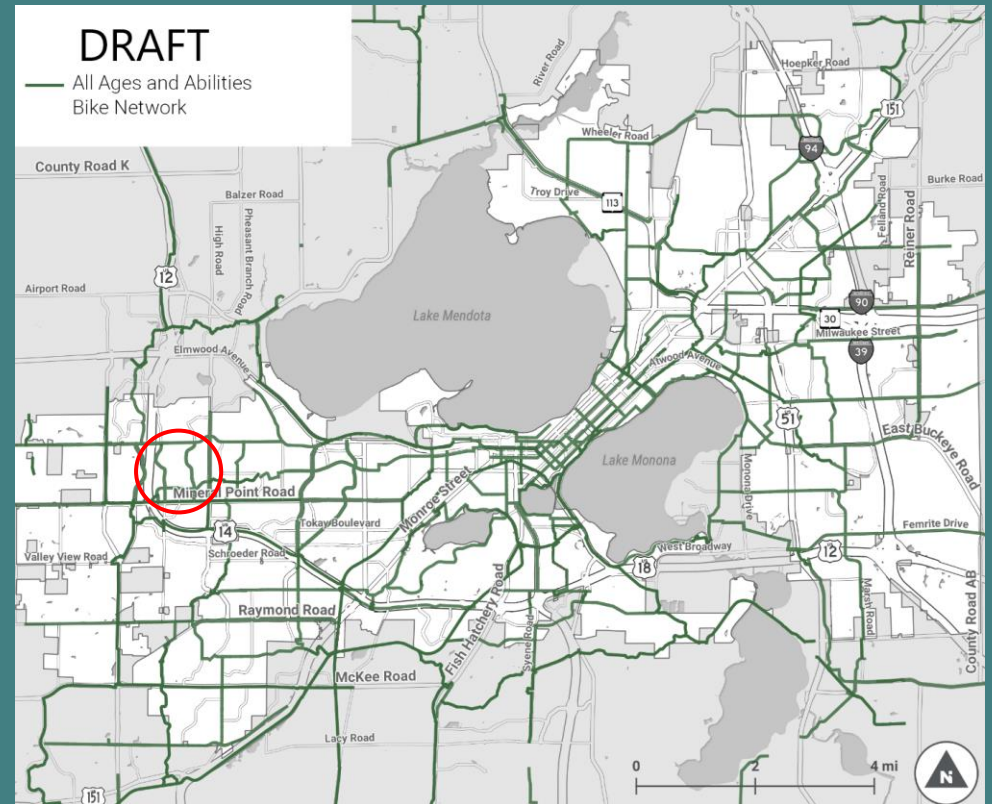 DRAFT
All Ages and Abilities
Bike Network
River Road
Hoepker Road
151
Wheeler Road
94
County Road K
Troy Drive
Burke Road
Balzer Road
113
Felland Road
Reiner Road
High Road
Pheasant Branch
Road
12
Airport Road
90
Lake Mendota
30
Milwaukee Street
Elmwood Avenue
Atwood Avenue
39
51
East Buckeye
Road
Lake Monona
Monona Drive
Mineral Point Road
Monroe Street
14
Tokay Boulevard
Femrite Drive
Valley View Road
Schroeder Road
West Broadway
12
18
Marsh Road
County Road AB
Raymond Road
Fish Hatchery Road
Syene Road
McKee Road
Lacy Road
0
2
4 mi
N
151